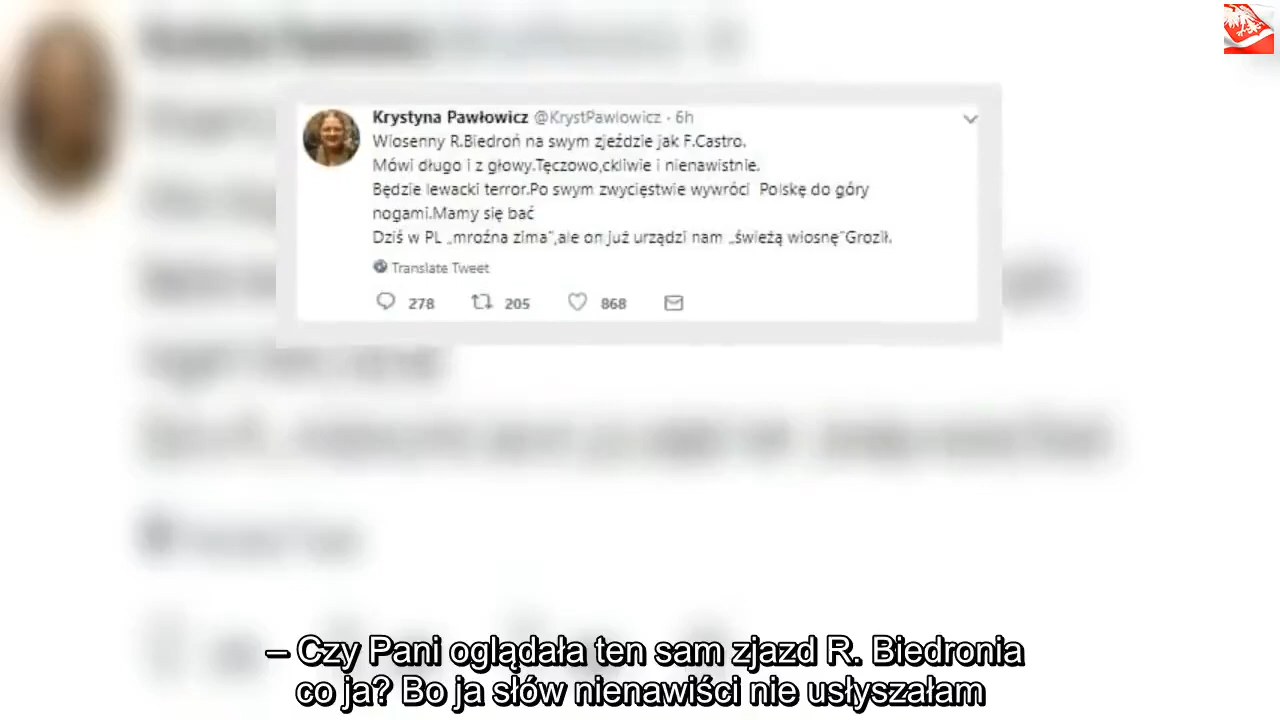 Krystyna Pawłowicz @KrystPawlowicz · 6h
Wiosenny R.Biedroń na swym zjeździe jak F.Castro.
Mówi długo i z głowy.Tęczowo,ckliwie i nienawistnie.
Będzie lewacki terror.Po swym zwycięstwie wywróci Polskę do góry
nogami.Mamy się bać
Dziś w PL „mroźna zima”,ale on już urządzi nam „świeżą wiosnę”Groził.
Translate Tweet
278 205 868
– Czy Pani oglądała ten sam zjazd R. Biedronia
co ja? Bo ja słów nienawiści nie usłyszałam